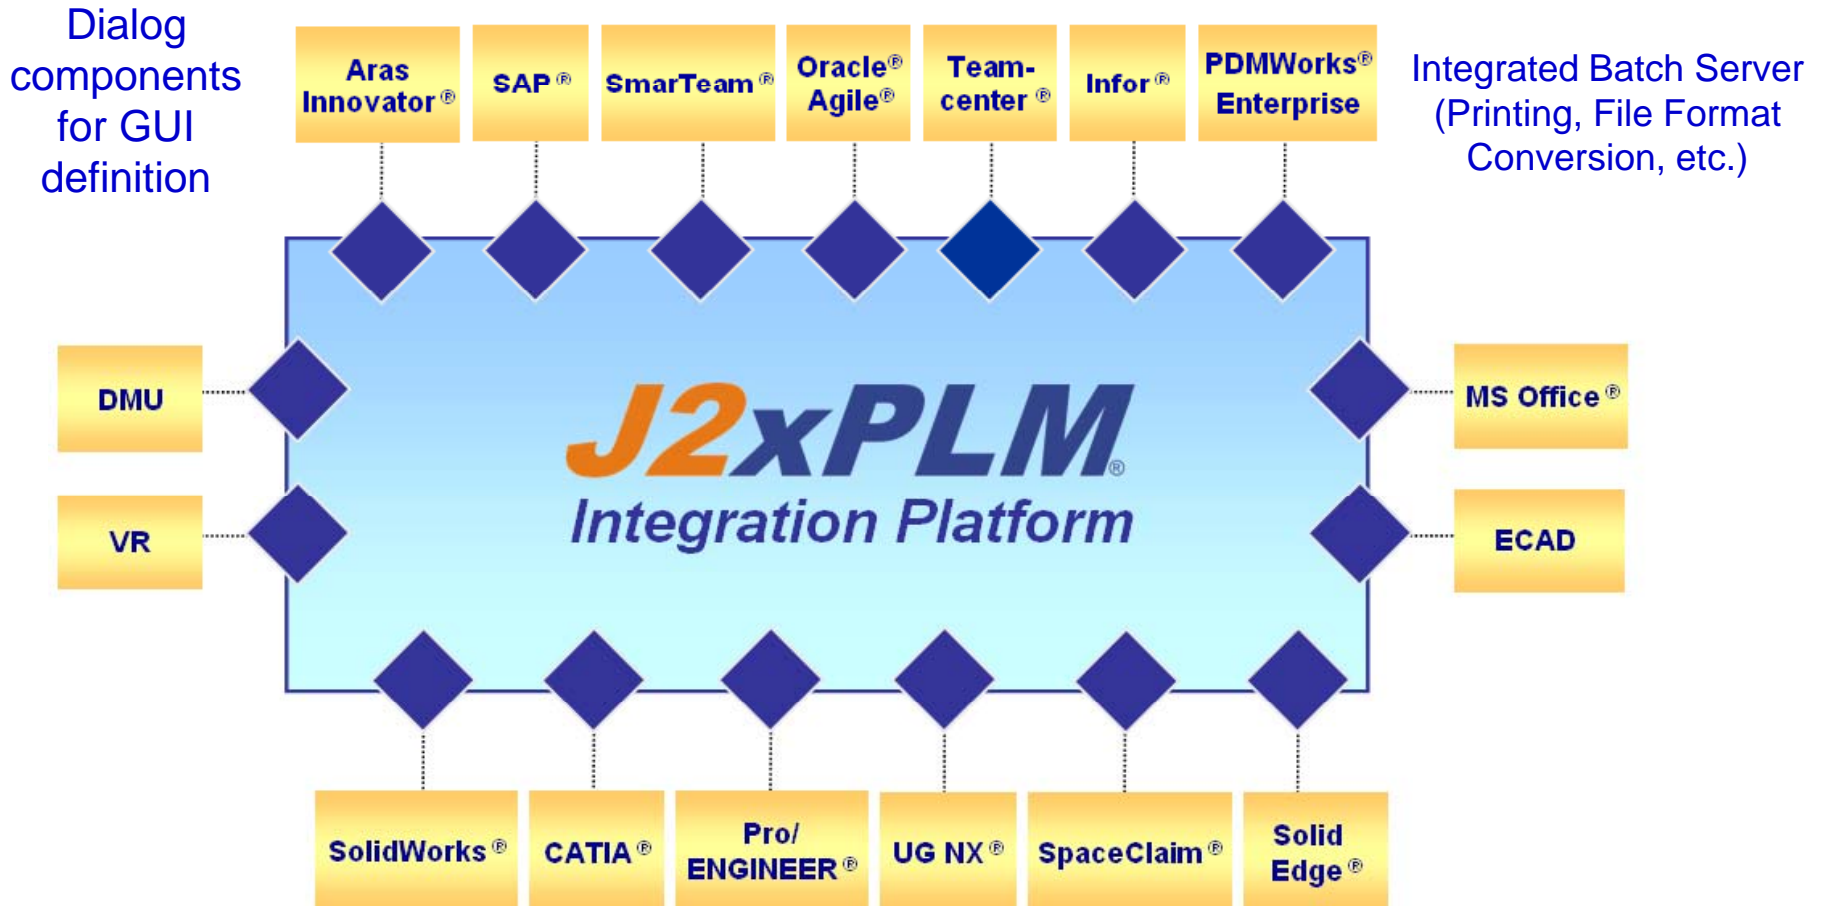 Dialog
components
for GUI
definition
Aras
Innovator®
SAP®
SmarTeam®
Oracle®
Agile®
Team-
center®
Infor®
PDMWorks®
Enterprise
Integrated Batch Server
(Printing, File Format
Conversion, etc.)
DMU
VR
J2xPLM®
Integration Platform
MS Office®
ECAD
SolidWorks®
CATIA®
Pro/
ENGINEER®
UG NX®
SpaceClaim®
Solid
Edge®